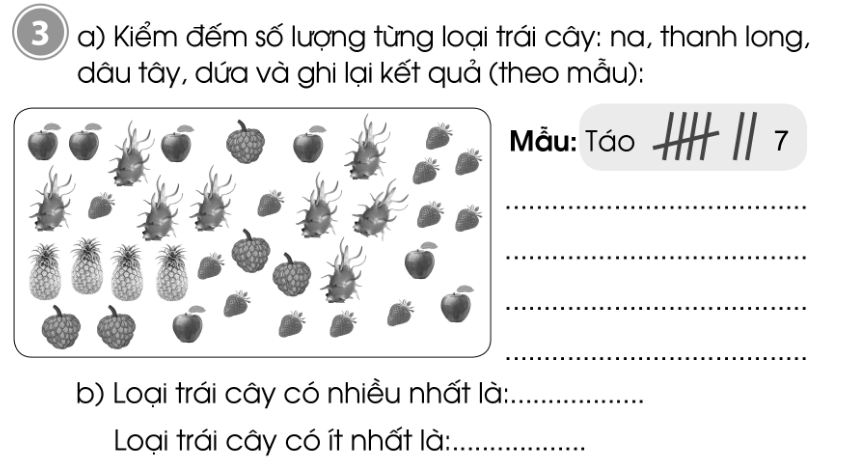 3 a) Kiểm đếm số lượng từng loại trái cây: na, thanh long,
dâu tây, dứa và ghi lại kết quả (theo mẫu):
Mẫu: Táo 7
........................................
........................................
........................................
........................................
b) Loại trái cây có nhiều nhất là:..................
Loại trái cây có ít nhất là:..................